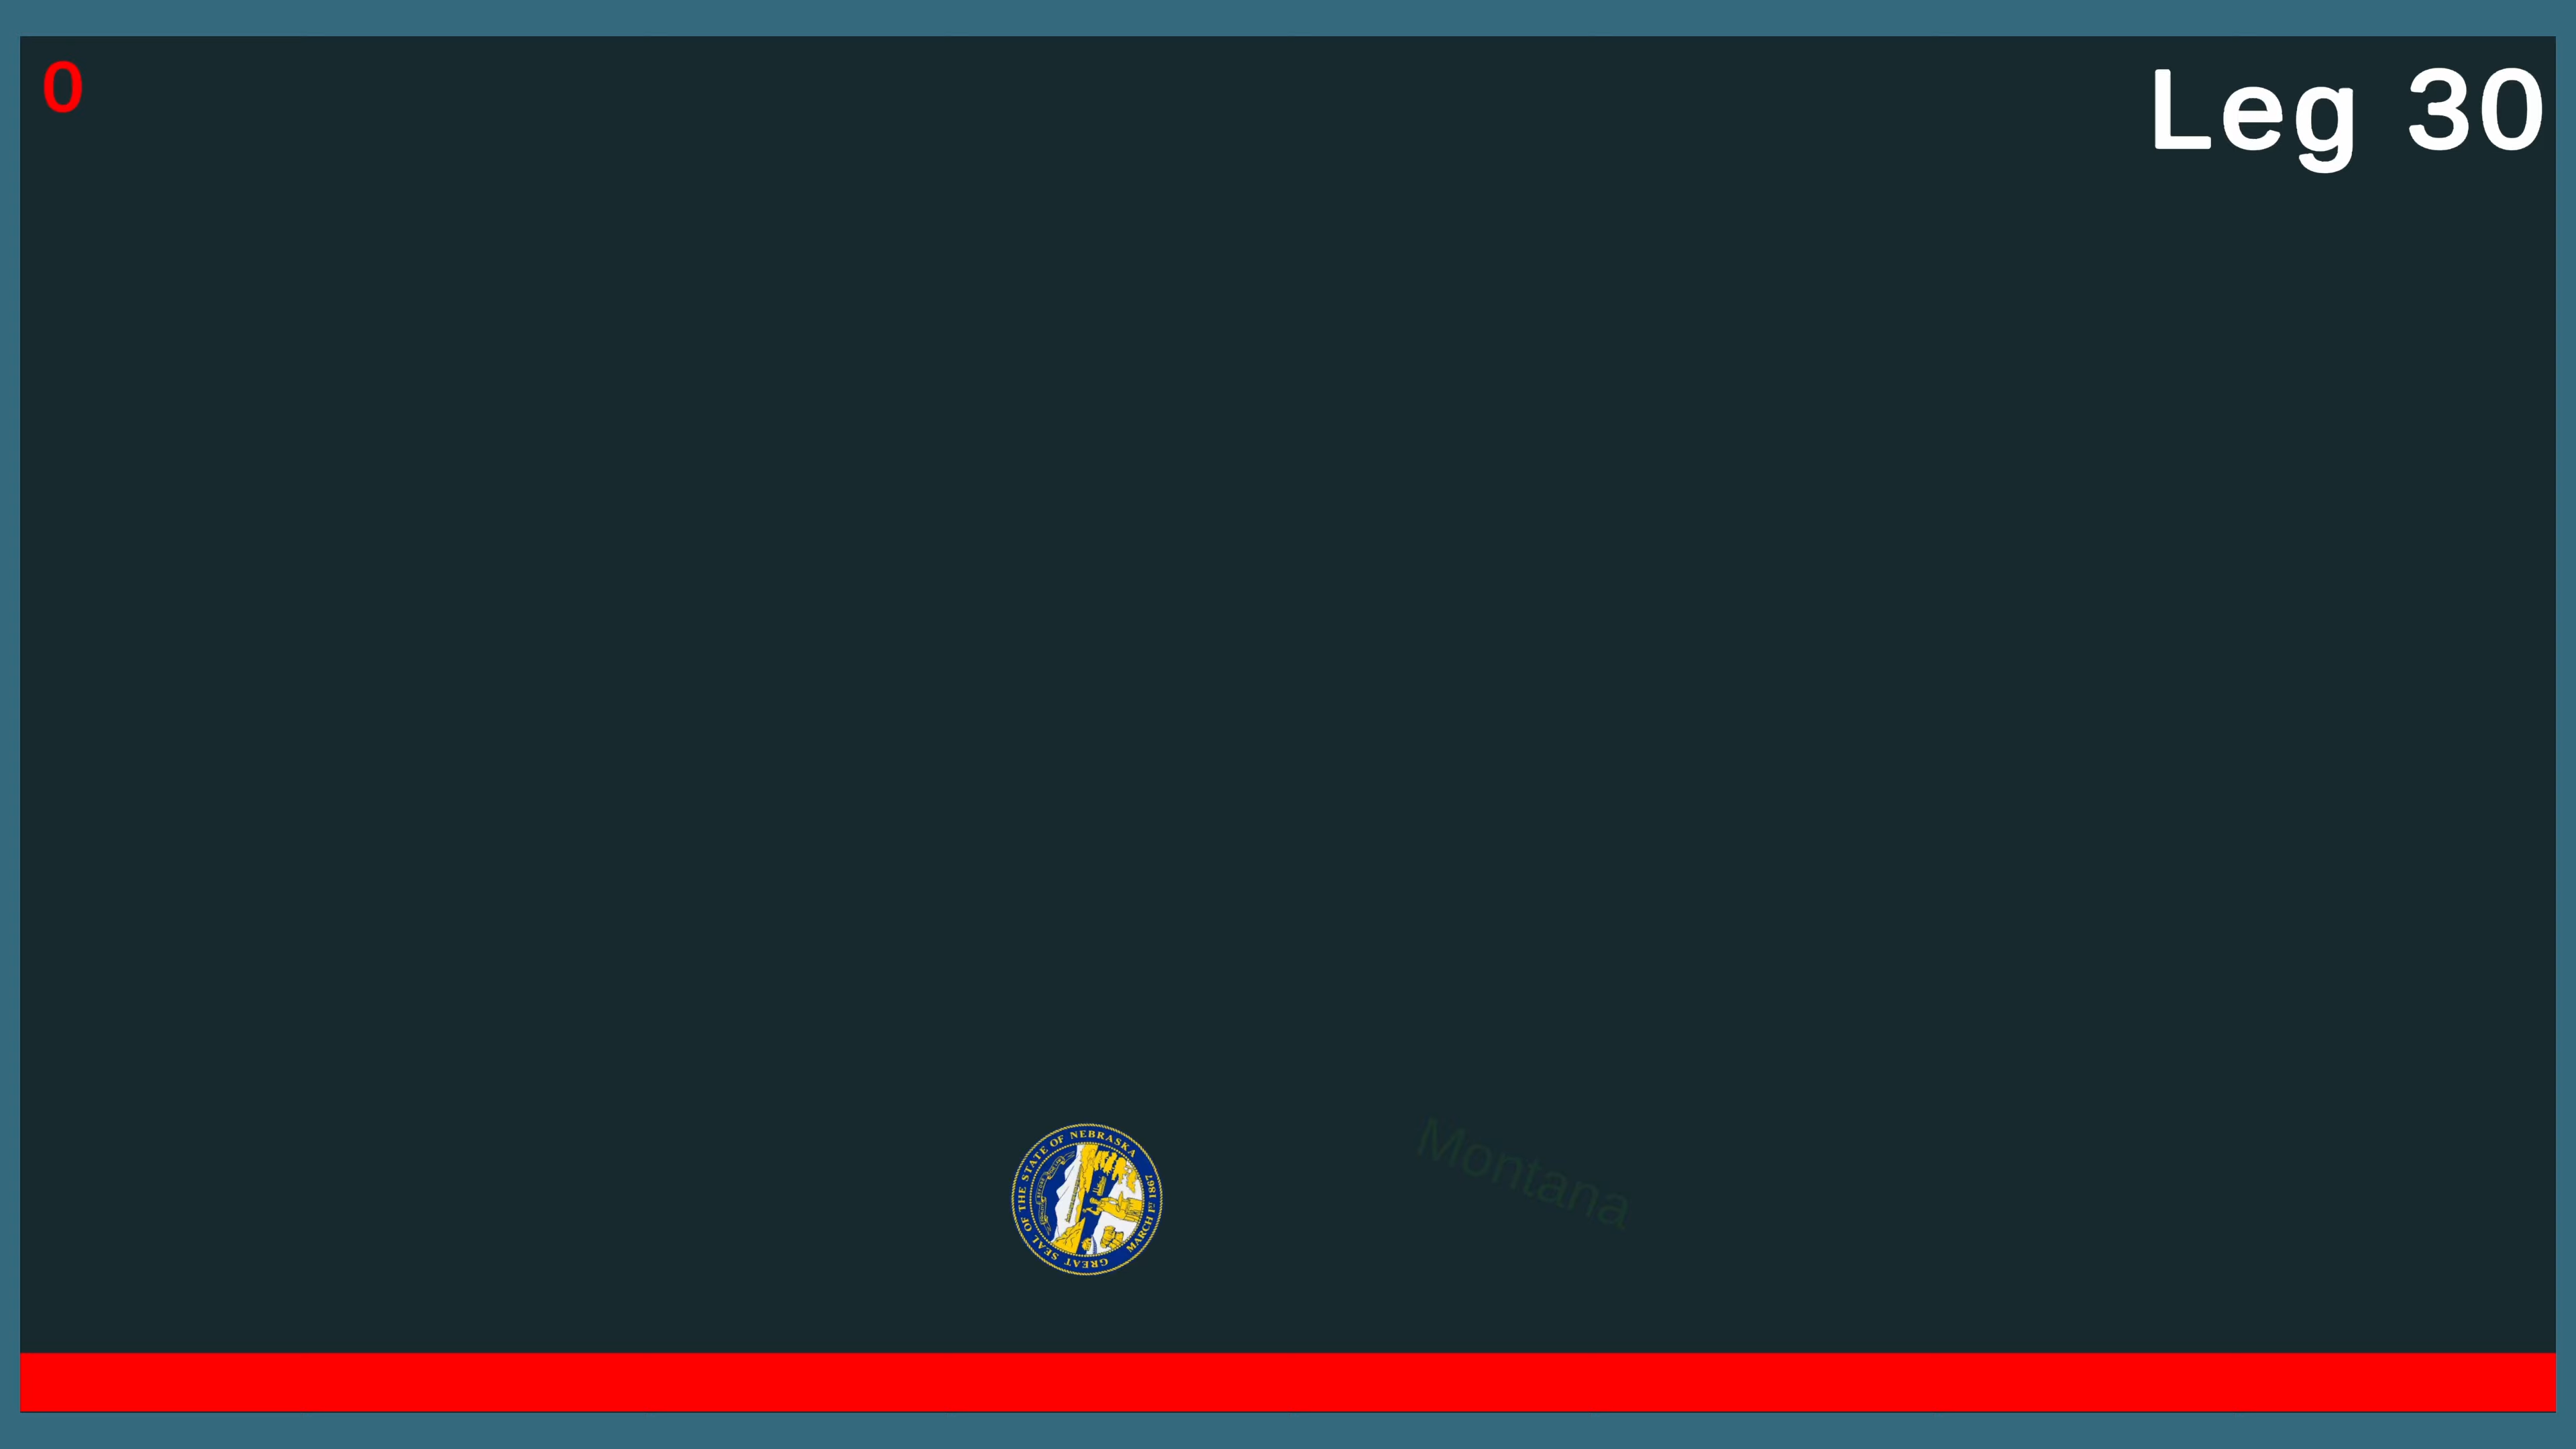 0
Leg 30
GREAT SEAL OF THE STATE OF NEBRASKA
MARCH 1ST 1867
Montana